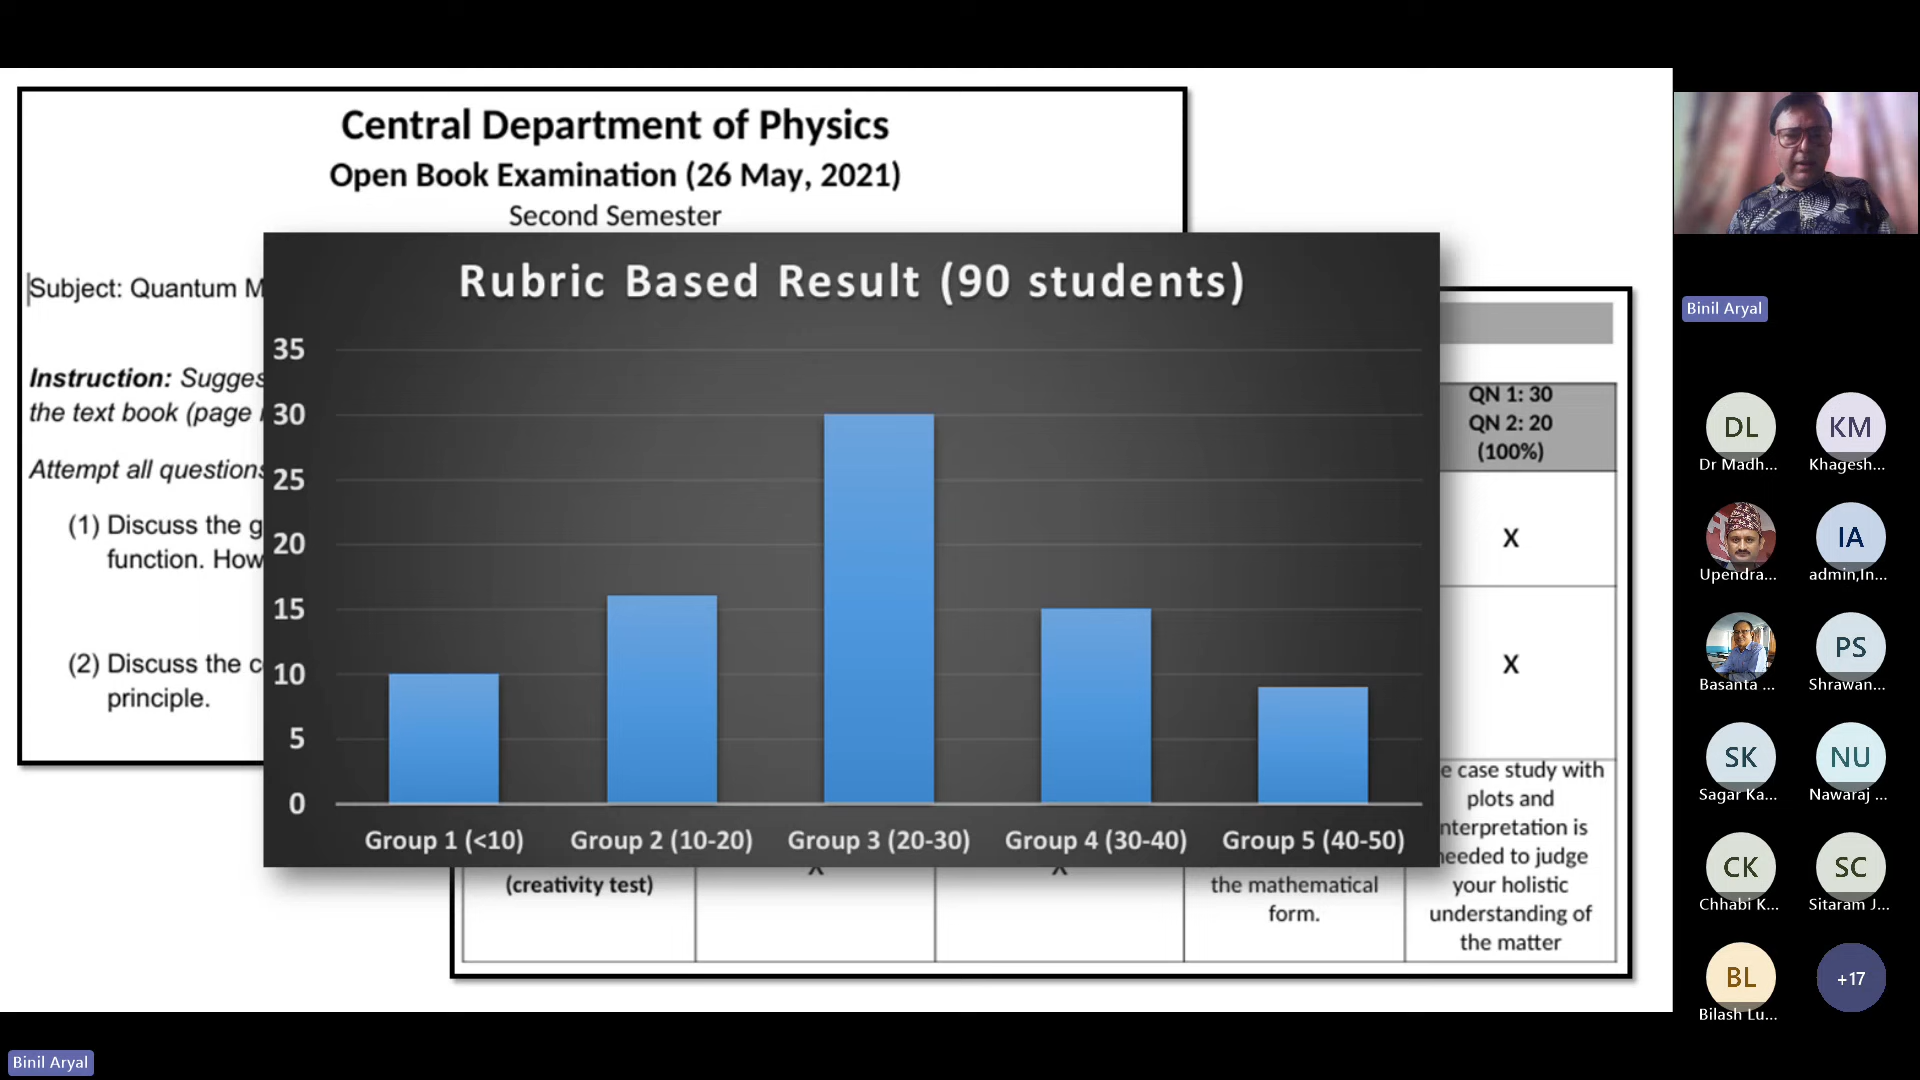 Central Department of Physics
Open Book Examination (26 May, 2021)
Second Semester
Subject: Quantum M
Instruction: Sugges
the text book (page
Attempt all questions
(1) Discuss the g
function. How
(2) Discuss the c
principle.
Rubric Based Result (90 students)
35
30
25
20
15
10
5
0
Group 1 (<10) Group 2 (10-20) Group 3 (20-30) Group 4 (30-40) Group 5 (40-50)
QN 1: 30
QN 2: 20
(100%)
X
X
e case study with
plots and
nterpretation is
needed to judge
your holistic
understanding of
the matter
(creativity test)
the mathematical
form.
Binil Aryal
DL
Dr Madh...
KM
Khagesh...
Upendra...
IA
admin,In...
Basanta ...
PS
Shrawan...
SK
Sagar Ka...
NU
Nawaraj ...
CK
Chhabi K...
SC
Sitaram J...
BL
Bilash Lu...
+17
Binil Aryal